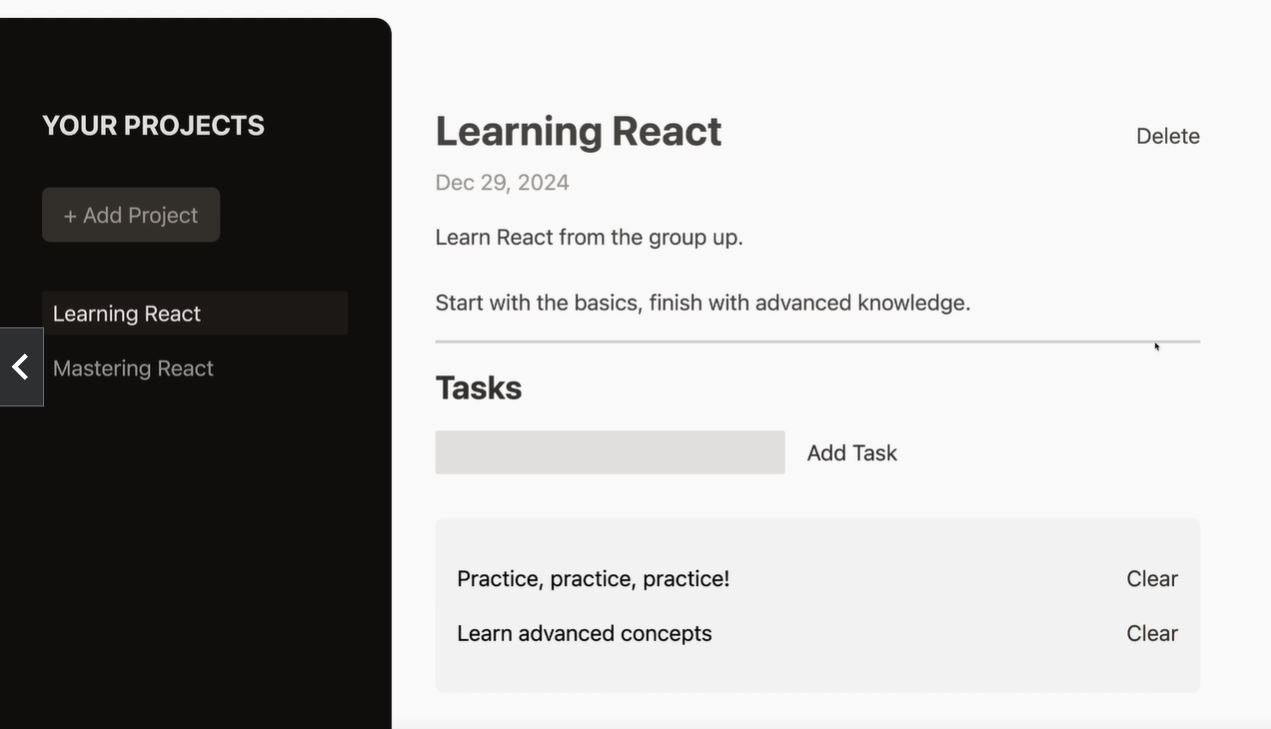 YOUR PROJECTS
+ Add Project
Learning React
Mastering React
Learning React
Delete
Dec 29, 2024
Learn React from the group up.
Start with the basics, finish with advanced knowledge.
Tasks
Add Task
Practice, practice, practice!
Clear
Learn advanced concepts
Clear